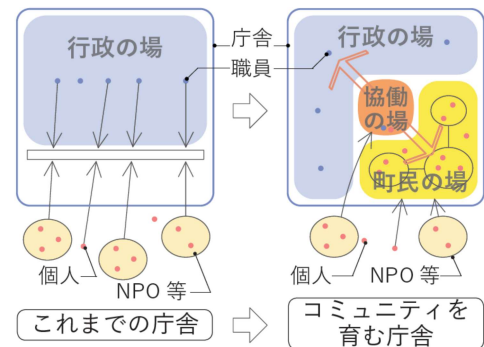 行政の場
庁舎
職員
個人
NPO 等
これまでの庁舎
行政の場
協働
の場
町民の場
個人
NPO 等
コミュニティを
育む庁舎